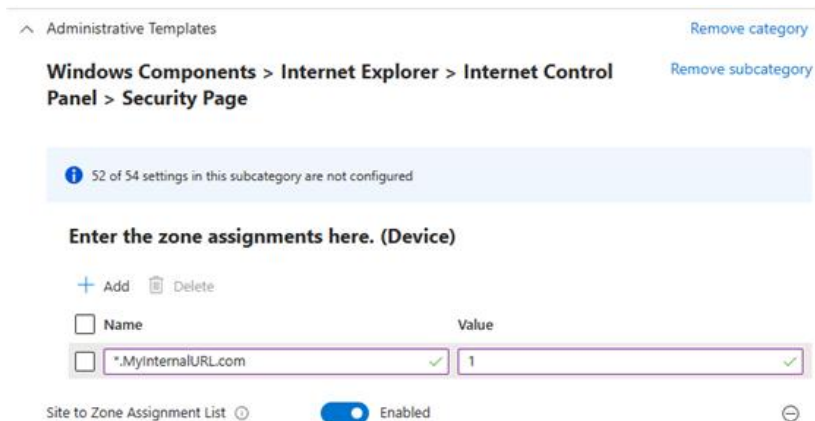 Administrative Templates
Remove category
Windows Components > Internet Explorer > Internet Control
Panel > Security Page
Remove subcategory
52 of 54 settings in this subcategory are not configured
Enter the zone assignments here. (Device)
+ Add Delete
Name Value
*.MyInternalURL.com 1
Site to Zone Assignment List Enabled